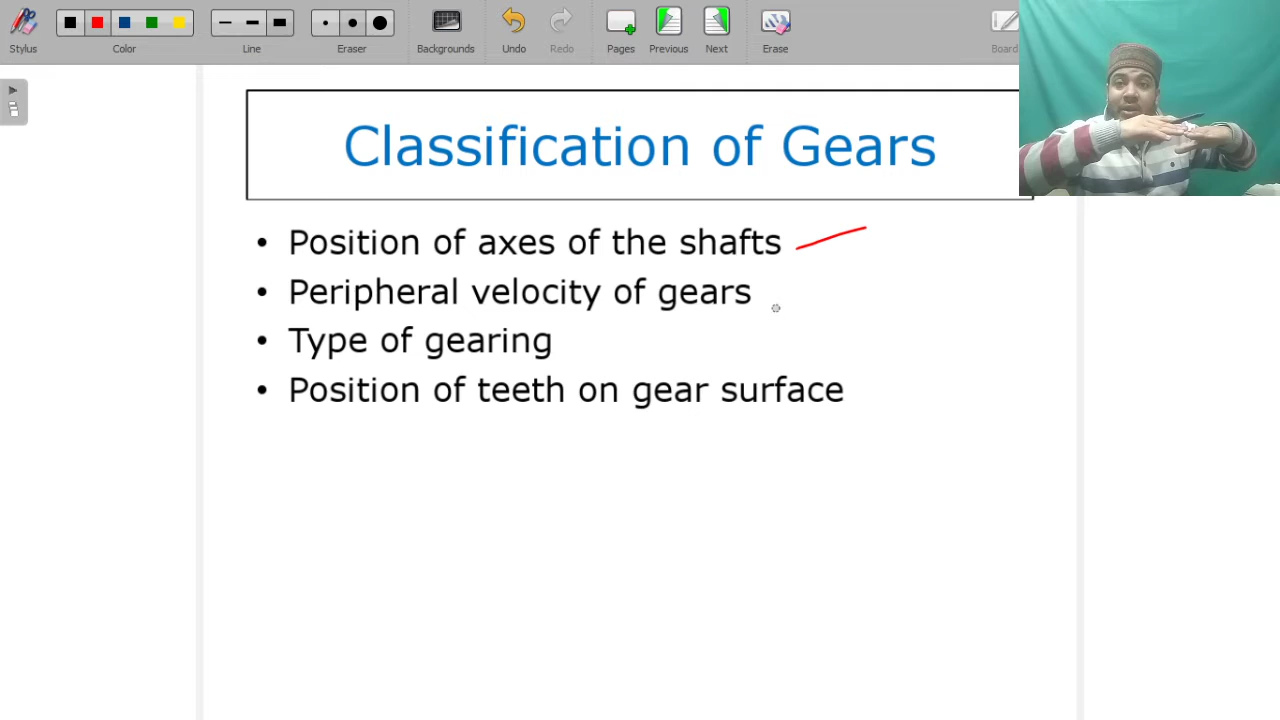 Stylus
Color
Line
Eraser
Backgrounds
Undo
Redo
Pages
Previous
Next
Erase
Board
Classification of Gears
• Position of axes of the shafts
• Peripheral velocity of gears
• Type of gearing
• Position of teeth on gear surface